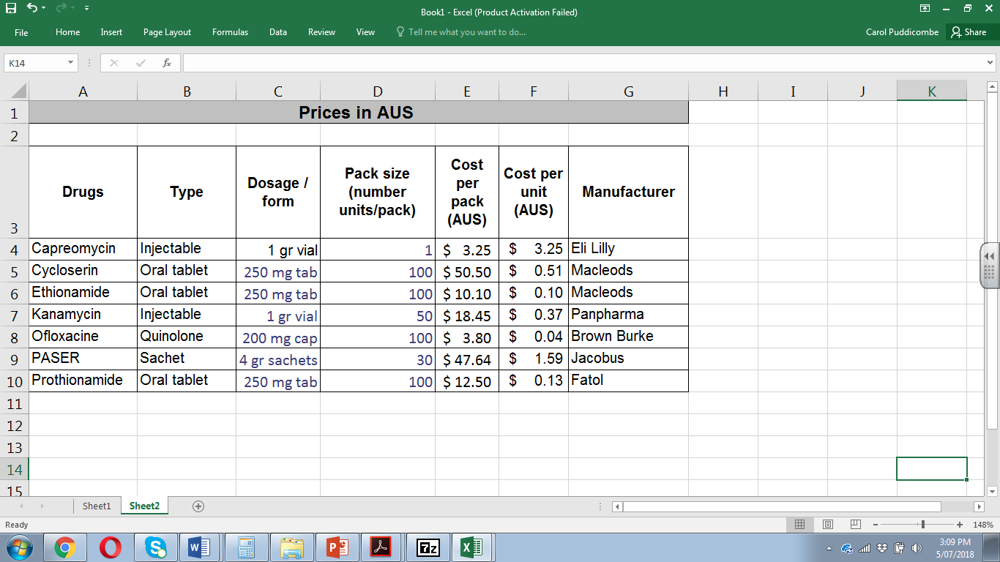 Book1 - Excel (Product Activation Failed)
File Home Insert Page Layout Formulas Data Review View Tell me what you want to do... Carol Puddicombe Share
K14 fx
A B C D E F G H I J K
1 Prices in AUS
2
3 Drugs Type Dosage / form Pack size (number units/pack) Cost per pack (AUS) Cost per unit (AUS) Manufacturer
4 Capreomycin Injectable 1 gr vial 1 $ 3.25 $ 3.25 Eli Lilly
5 Cycloserin Oral tablet 250 mg tab 100 $ 50.50 $ 0.51 Macleods
6 Ethionamide Oral tablet 250 mg tab 100 $ 10.10 $ 0.10 Macleods
7 Kanamycin Injectable 1 gr vial 50 $ 18.45 $ 0.37 Panpharma
8 Ofloxacine Quinolone 200 mg cap 100 $ 3.80 $ 0.04 Brown Burke
9 PASER Sachet 4 gr sachets 30 $ 47.64 $ 1.59 Jacobus
10 Prothionamide Oral tablet 250 mg tab 100 $ 12.50 $ 0.13 Fatol
11
12
13
14
15
Sheet1 Sheet2
Ready 148%
S W P 7z X
3:09 PM
5/07/2018